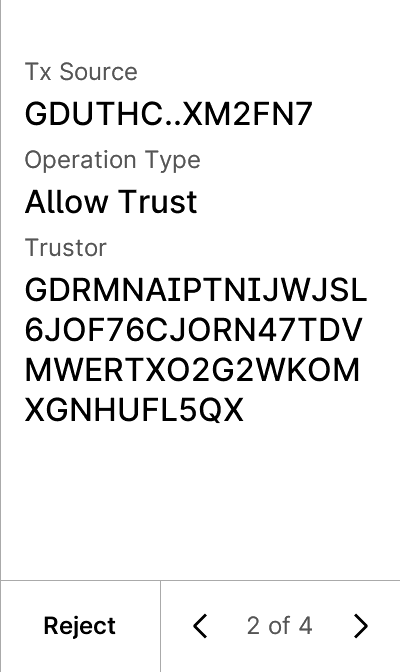 Tx Source
GDUTHC..XM2FN7
Operation Type
Allow Trust
Trustor
GDRMNAIPTNIJWJSL
6JOF76CJORN47TDV
MWERTXO2G2WKOM
XGNHUFL5QX
Reject
2 of 4